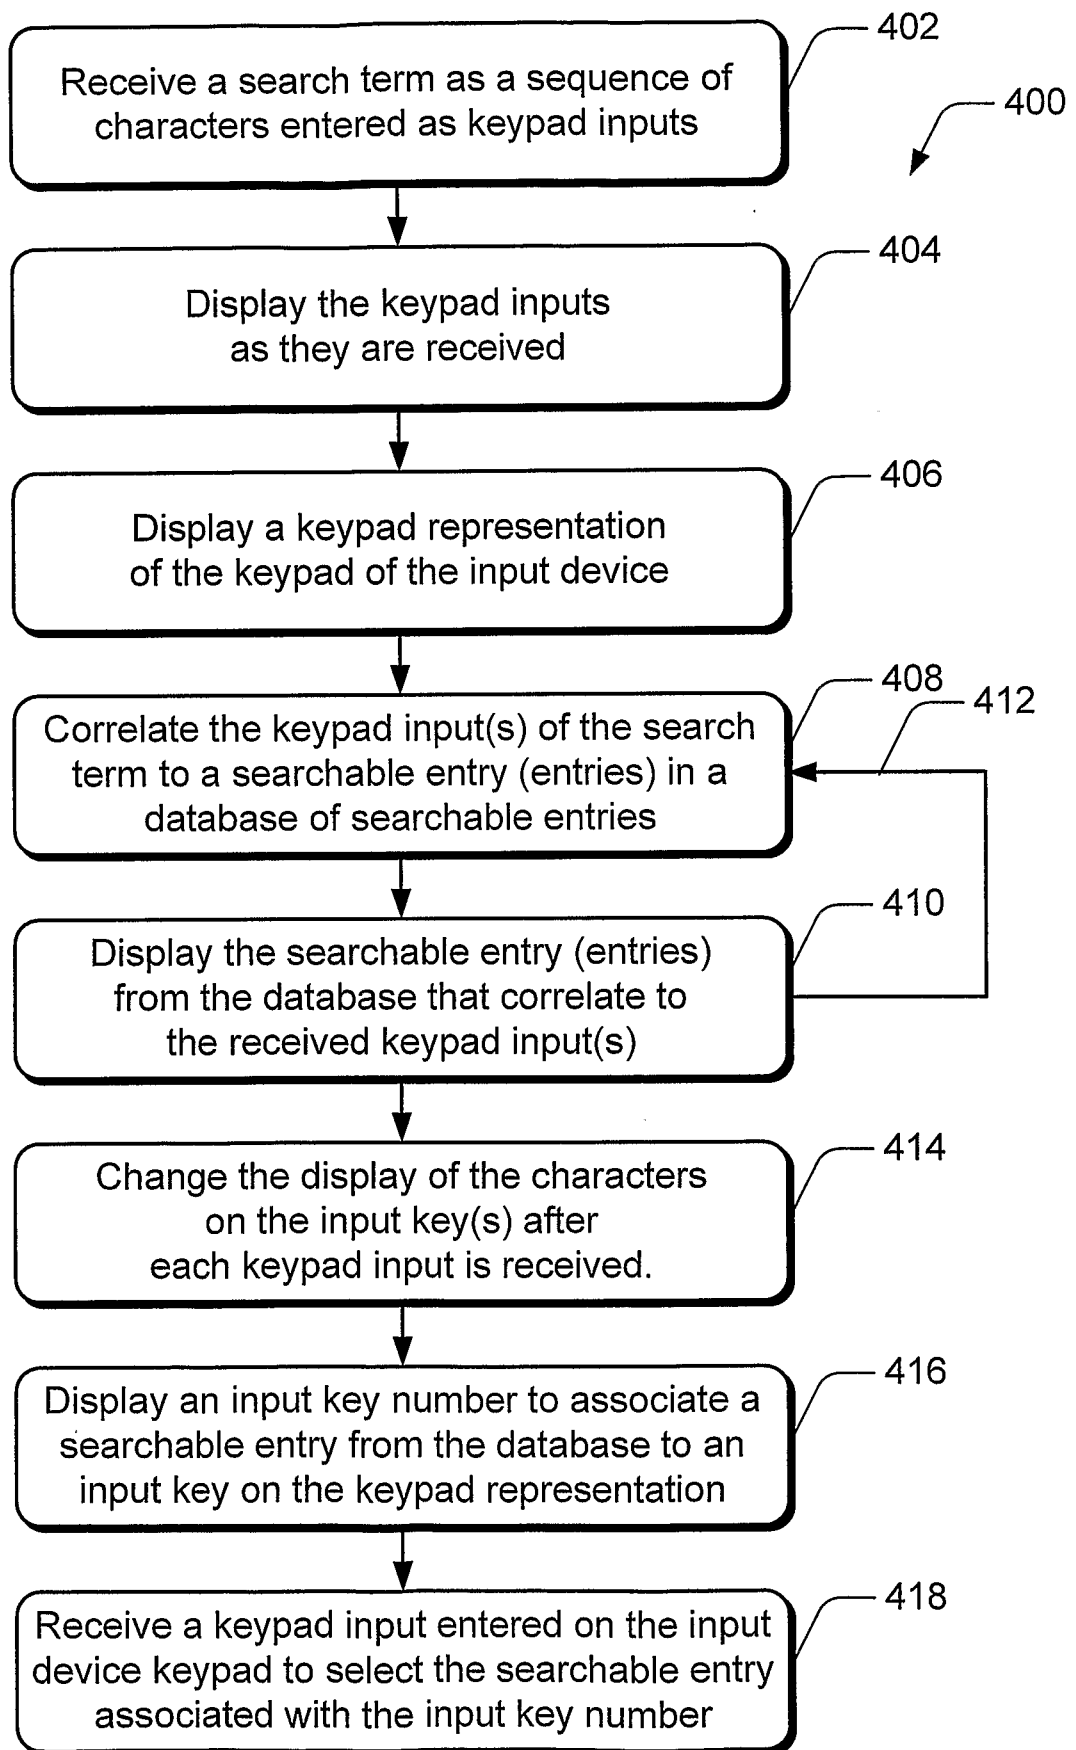 402
400
Receive a search term as a sequence of
characters entered as keypad inputs
404
Display the keypad inputs
as they are received
406
Display a keypad representation
of the keypad of the input device
408
412
Correlate the keypad input(s) of the search
term to a searchable entry (entries) in a
database of searchable entries
410
Display the searchable entry (entries)
from the database that correlate to
the received keypad input(s)
414
Change the display of the characters
on the input key(s) after
each keypad input is received.
416
Display an input key number to associate a
searchable entry from the database to an
input key on the keypad representation
418
Receive a keypad input entered on the input
device keypad to select the searchable entry
associated with the input key number